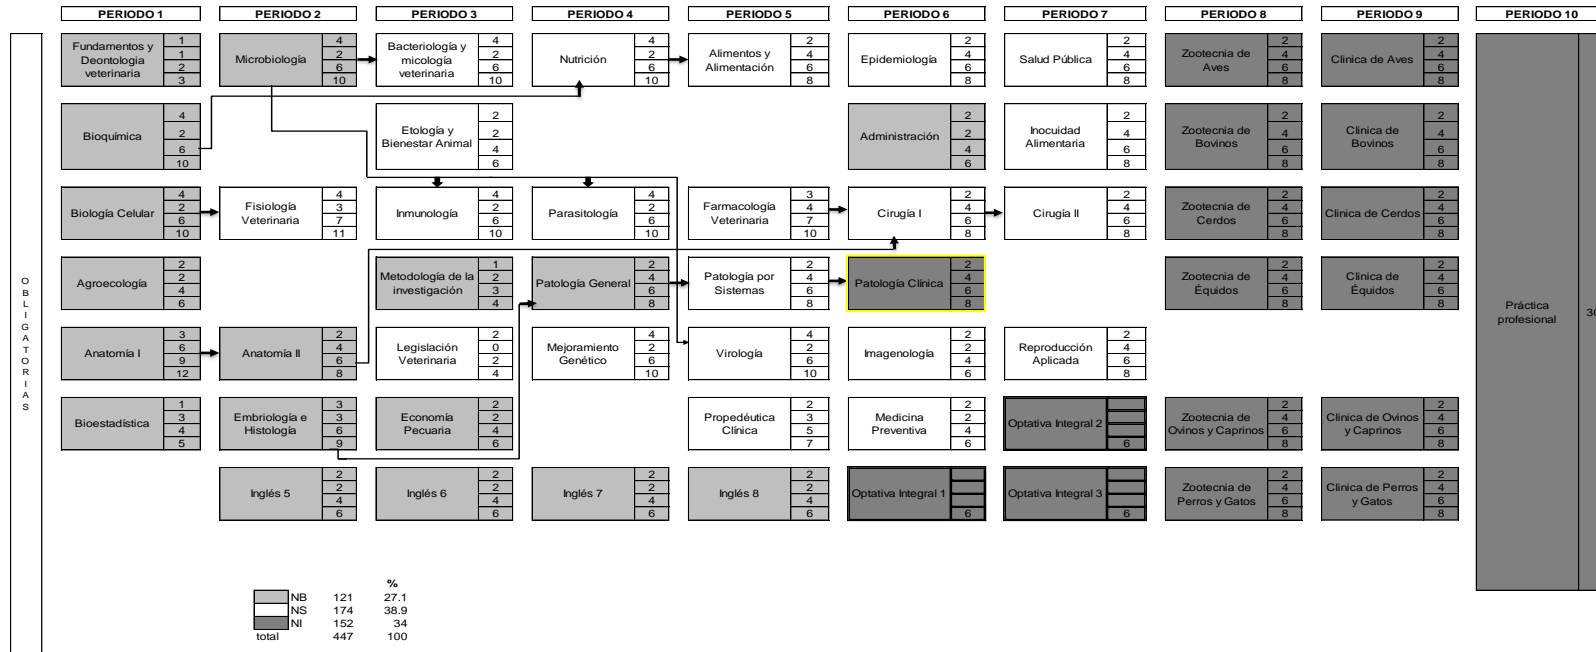 PERIODO 1
PERIODO 2
PERIODO 3
PERIODO 4
PERIODO 5
PERIODO 6
PERIODO 7
PERIODO 8
PERIODO 9
PERIODO 10
OBLIGATORIAS
Fundamentos y
Deontologia
veterinaria
1
1
2
3
Microbiología
4
2
6
10
Bacteriología y
micología
veterinaria
4
2
6
10
Nutrición
4
2
6
10
Alimentos y
Alimentación
2
4
6
8
Epidemiología
2
4
6
8
Salud Pública
2
4
6
8
Zootecnia de
Aves
2
4
6
8
Clinica de Aves
2
4
6
8
Bioquímica
4
2
6
10
Etología y
Bienestar Animal
2
2
4
6
Administración
2
2
4
6
Inocuidad
Alimentaria
2
4
6
8
Zootecnia de
Bovinos
2
4
6
8
Clinica de
Bovinos
2
4
6
8
Biología Celular
4
2
6
10
Fisiología
Veterinaria
4
3
7
11
Inmunología
4
2
6
10
Parasitología
4
2
6
10
Farmacología
Veterinaria
3
4
7
10
Cirugía I
2
4
6
8
Cirugía II
2
4
6
8
Zootecnia de
Cerdos
2
4
6
8
Clinica de Cerdos
2
4
6
8
Agroecología
2
2
4
6
Metodología de la
investigación
1
2
3
4
Patología General
2
4
6
8
Patología por
Sistemas
2
4
6
8
Patología Clínica
2
4
6
8
Zootecnia de
Équidos
2
4
6
8
Clinica de
Équidos
2
4
6
8
Práctica
profesional
30
Anatomía I
3
6
9
12
Anatomía II
2
4
6
8
Legislación
Veterinaria
2
0
2
4
Mejoramiento
Genético
4
2
6
10
Virología
4
2
6
10
Imagenología
2
2
4
6
Reproducción
Aplicada
2
4
6
8
Bioestadística
1
3
4
5
Embriología e
Histología
3
3
6
9
Economía
Pecuaria
2
2
4
6
Propedéutica
Clínica
2
3
5
7
Medicina
Preventiva
2
2
4
6
Optativa Integral 2
6
Zootecnia de
Ovinos y Caprinos
2
4
6
8
Clinica de Ovinos
y Caprinos
2
4
6
8
Inglés 5
2
2
4
6
Inglés 6
2
2
4
6
Inglés 7
2
2
4
6
Inglés 8
2
2
4
6
Optativa Integral 1
6
Optativa Integral 3
6
Zootecnia de
Perros y Gatos
2
4
6
8
Clinica de Perros
y Gatos
2
4
6
8
%
NB 121 27.1
NS 174 38.9
NI 152 34
total 447 100